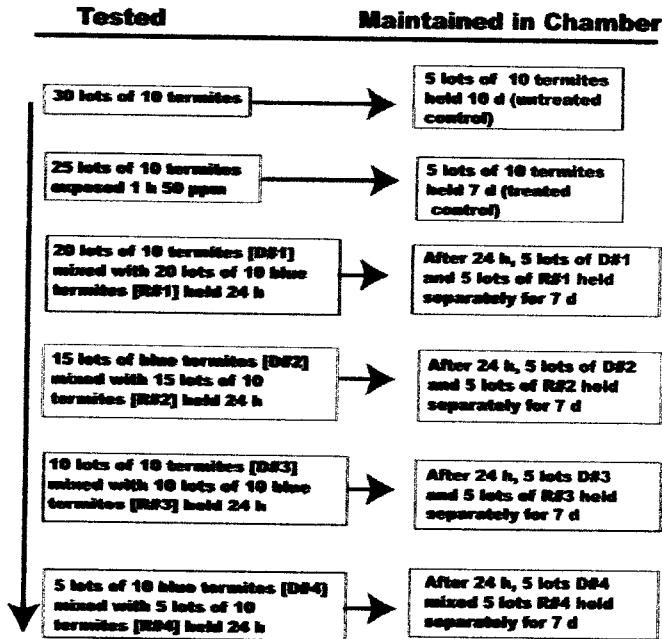 Tested
Maintained in Chamber
30 lots of 10 termites
5 lots of 10 termites
held 10 d (untreated
control)
25 lots of 10 termites
exposed 1 h 50 ppm
5 lots of 10 termites
held 7 d (treated
control)
20 lots of 10 termites [D#1]
mixed with 20 lots of 10 blue
termites [R#1] held 24 h
After 24 h, 5 lots of D#1
and 5 lots of R#1 held
separately for 7 d
15 lots of blue termites [D#2]
mixed with 15 lots of 10
termites [R#2] held 24 h
After 24 h, 5 lots of D#2
and 5 lots of R#2 held
separately for 7 d
10 lots of 10 termites [D#3]
mixed with 10 lots of 10 blue
termites [R#3] held 24 h
After 24 h, 5 lots D#3
and 5 lots of R#3 held
separately for 7 d
5 lots of 10 blue termites [D#4]
mixed with 5 lots of 10
termites [R#4] held 24 h
After 24 h, 5 lots D#4
mixed 5 lots R#4 held
separately for 7 d